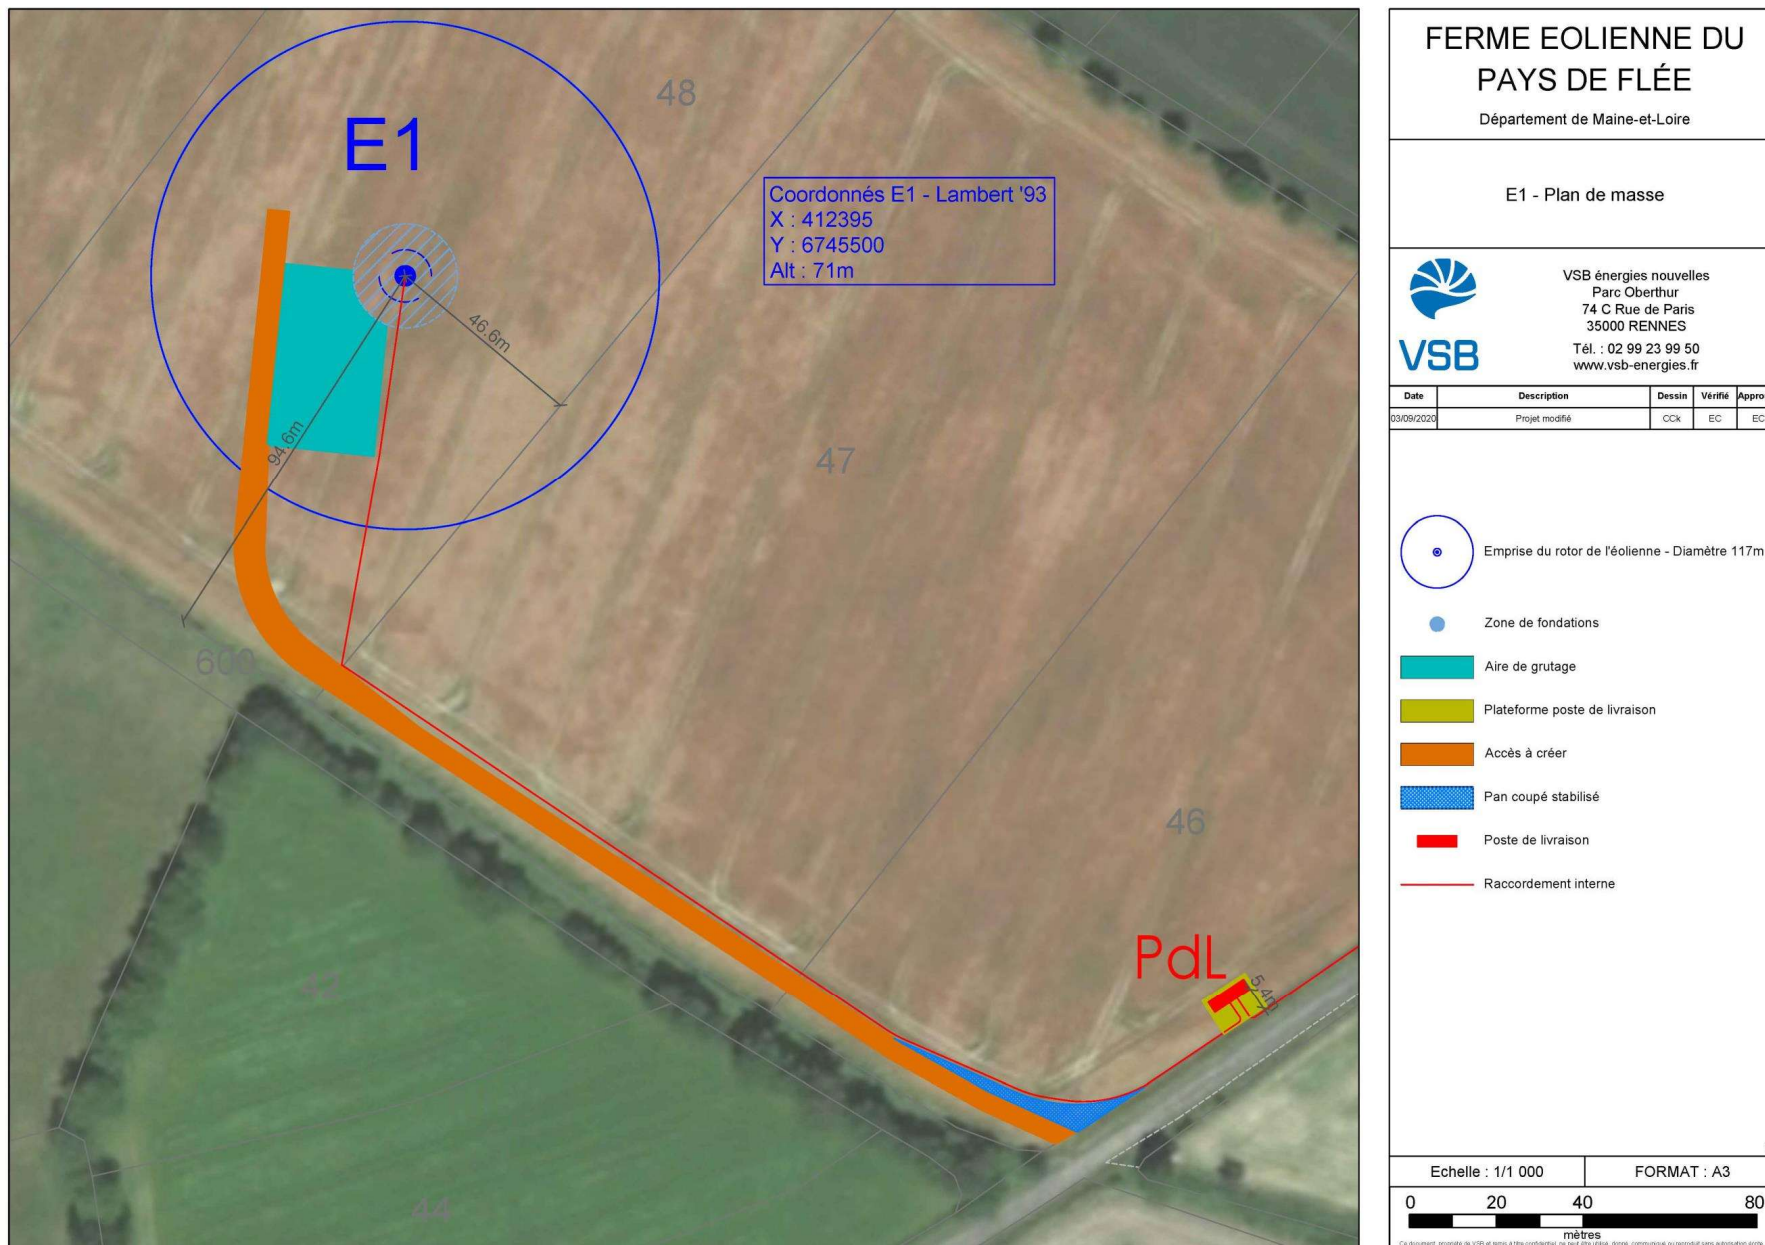 48
E1
Coordonnés E1 - Lambert '93
X : 412395
Y : 6745500
Alt : 71m
46.6m
94.6m
47
600
46
42
44
PdL
5.4m
FERME EOLIENNE DU
PAYS DE FLÉE
Département de Maine-et-Loire
E1 - Plan de masse
VSB
VSB énergies nouvelles
Parc Oberthur
74 C Rue de Paris
35000 RENNES
Tél. : 02 99 23 99 50
www.vsb-energies.fr
Date Description Dessin Vérifié Appro
03/09/2020 Projet modifié CCk EC EC
Emprise du rotor de l'éolienne - Diamètre 117m
Zone de fondations
Aire de grutage
Plateforme poste de livraison
Accès à créer
Pan coupé stabilisé
Poste de livraison
Raccordement interne
Echelle : 1/1 000 FORMAT : A3
0 20 40 80
mètres